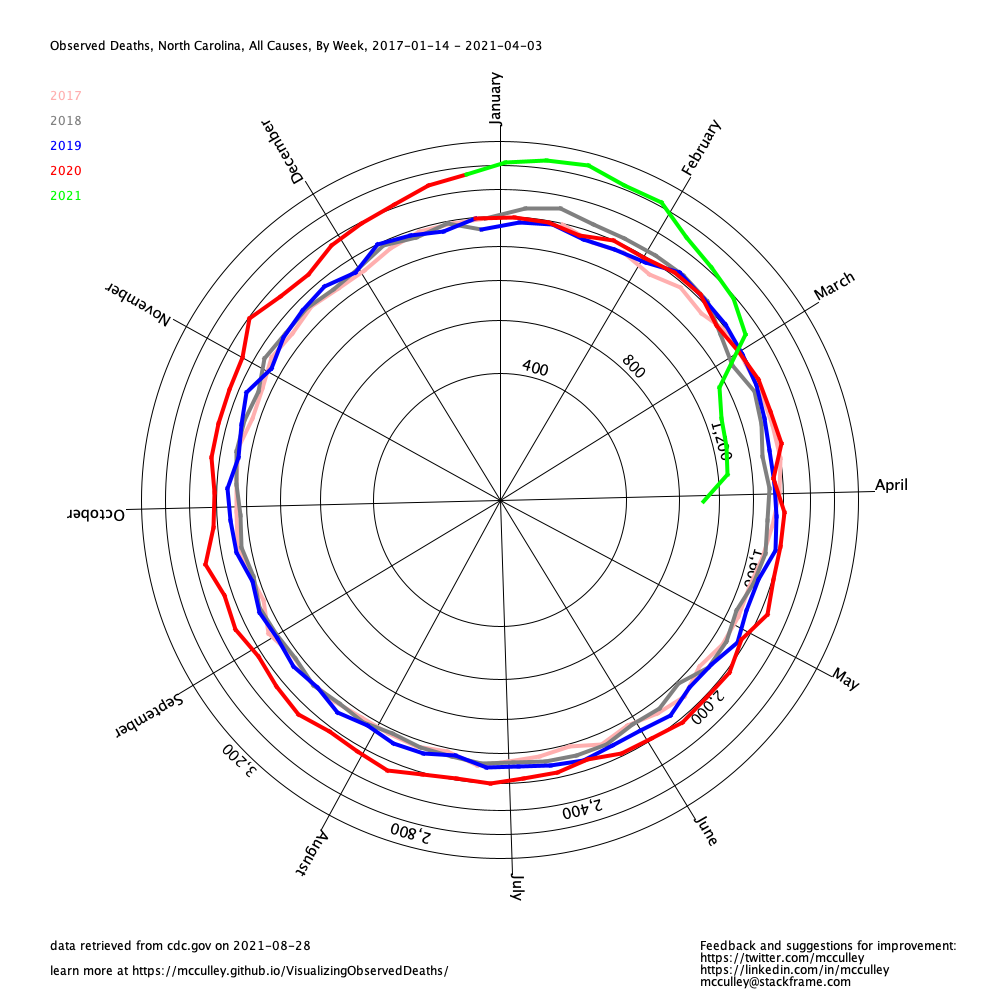 Observed Deaths, North Carolina, All Causes, By Week, 2017-01-14 - 2021-04-03
2017
2018
2019
2020
2021
January
February
March
April
May
June
July
August
September
October
November
December
400
800
1,200
1,600
2,000
2,400
2,800
3,200
data retrieved from cdc.gov on 2021-08-28
learn more at https://mcculley.github.io/VisualizingObservedDeaths/
Feedback and suggestions for improvement:
https://twitter.com/mcculley
https://linkedin.com/in/mcculley
mcculley@stackframe.com